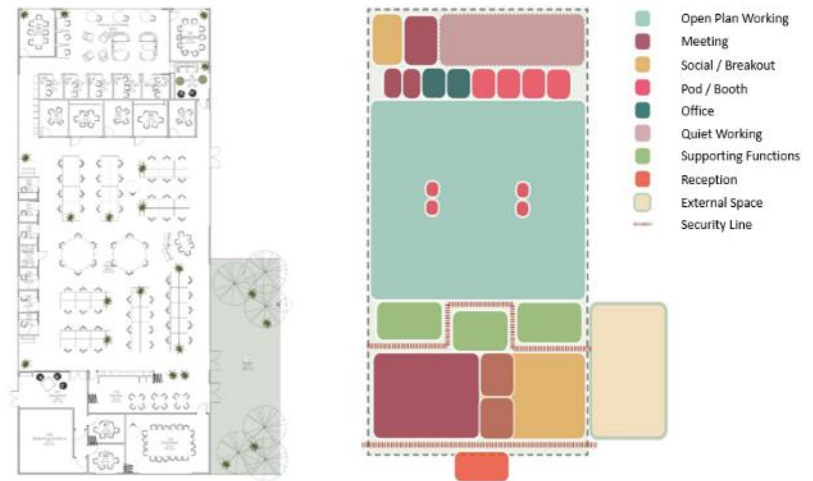 Open Plan Working
Meeting
Social / Breakout
Pod / Booth
Office
Quiet Working
Supporting Functions
Reception
External Space
Security Line